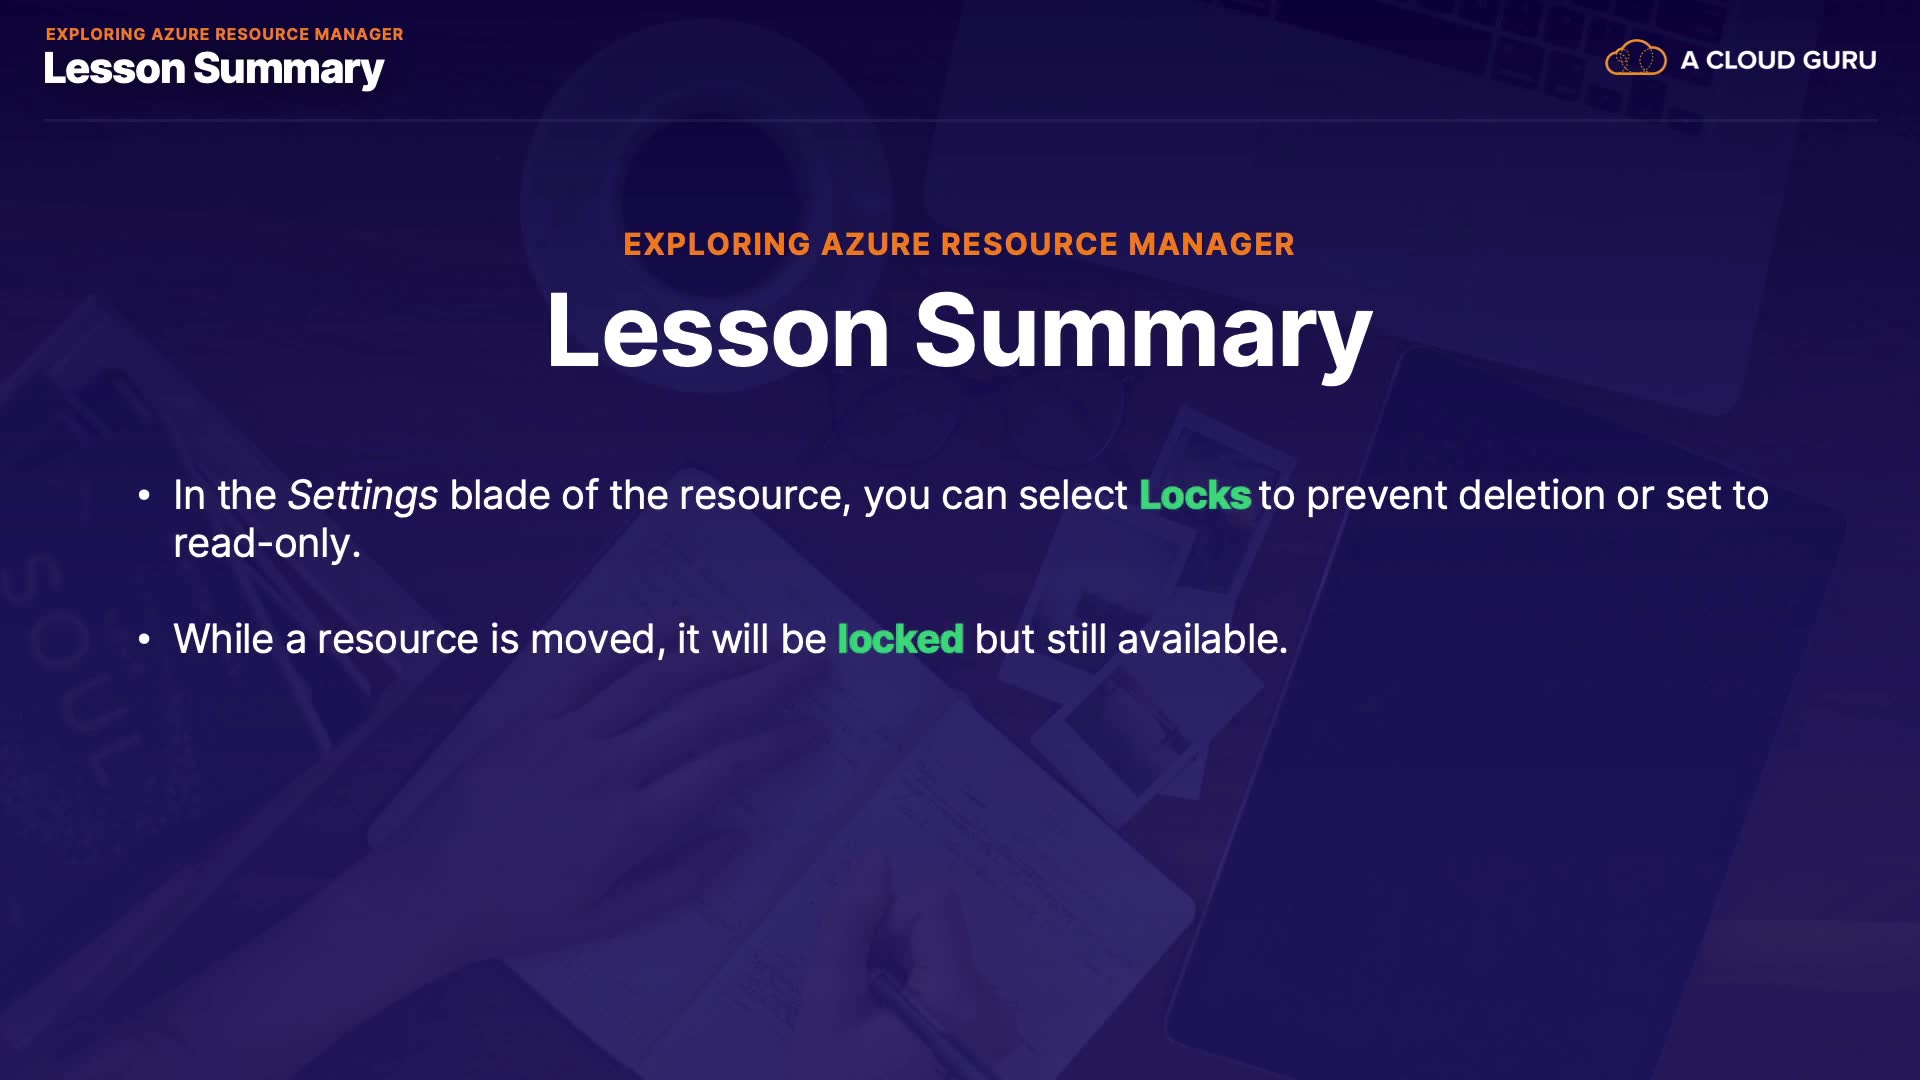 EXPLORING AZURE RESOURCE MANAGER
Lesson Summary
A CLOUD GURU
EXPLORING AZURE RESOURCE MANAGER
Lesson Summary
• In the Settings blade of the resource, you can select Locks to prevent deletion or set to
read-only.
• While a resource is moved, it will be locked but still available.
SOUL